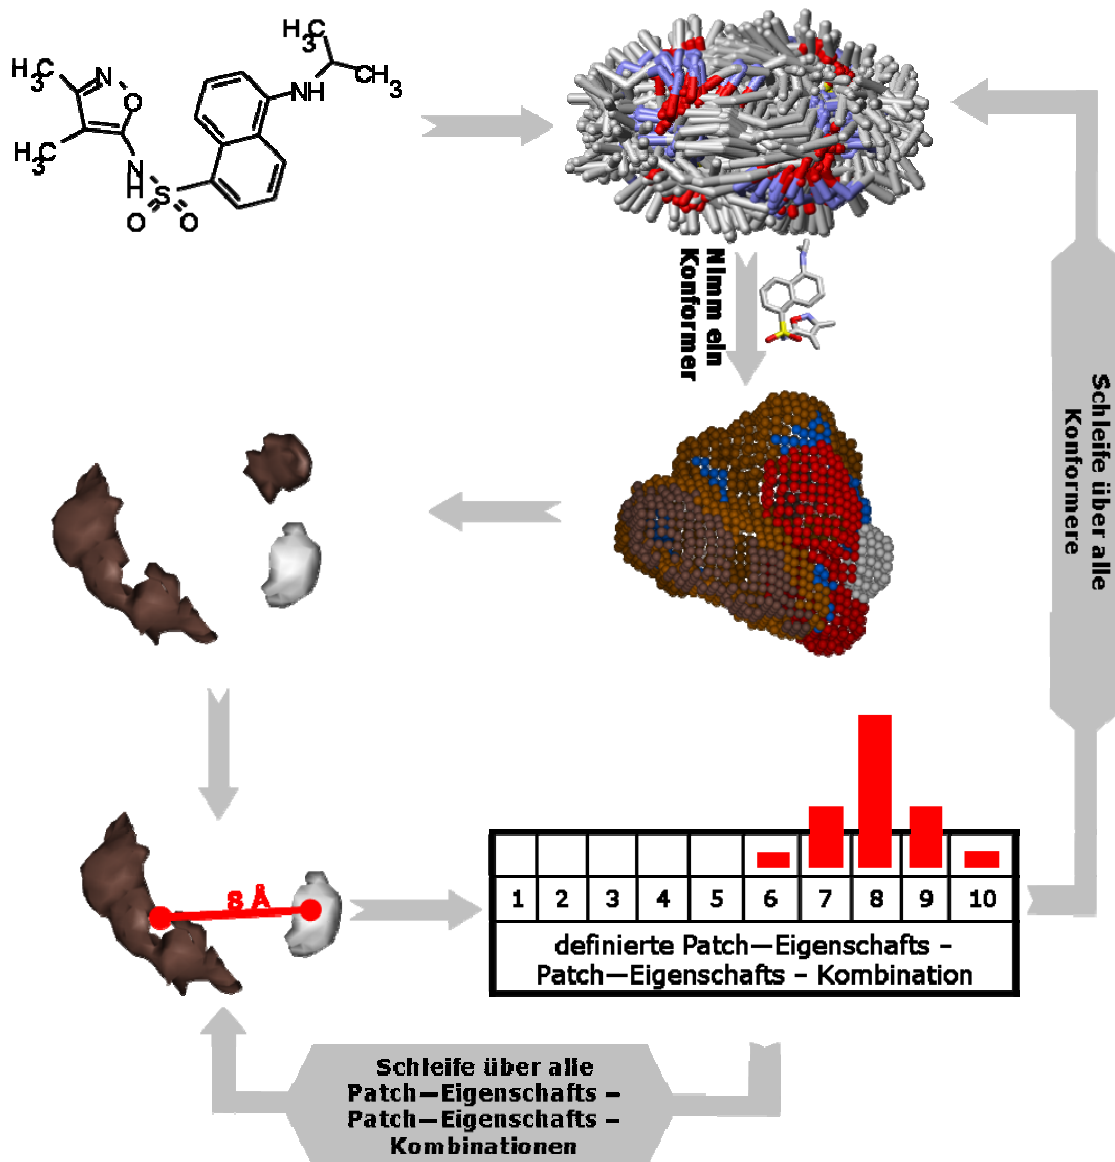 H₃C
CH₃
NH
H₃C
N
O
H₃C
N
H
S
O
O
Nimm ein
Konformer
Schleife über alle
Konformere
8 Å
1 2 3 4 5 6 7 8 9 10
definierte Patch—Eigenschafts –
Patch—Eigenschafts – Kombination
Schleife über alle
Patch—Eigenschafts –
Patch—Eigenschafts –
Kombinationen